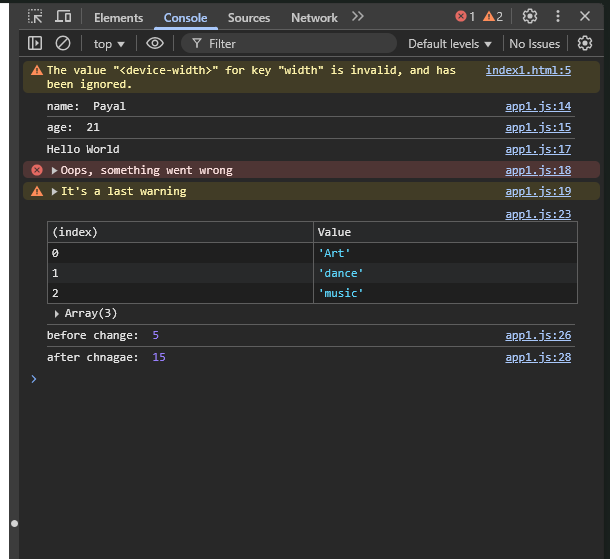 Elements Console Sources Network 1 2
top Filter Default levels No Issues
The value "<device-width>" for key "width" is invalid, and has index1.html:5
been ignored.
name: Payal app1.js:14
age: 21 app1.js:15
Hello World app1.js:17
Oops, something went wrong app1.js:18
It's a last warning app1.js:19
app1.js:23
(index) Value
0 'Art'
1 'dance'
2 'music'
Array(3)
before change: 5 app1.js:26
after chnagae: 15 app1.js:28